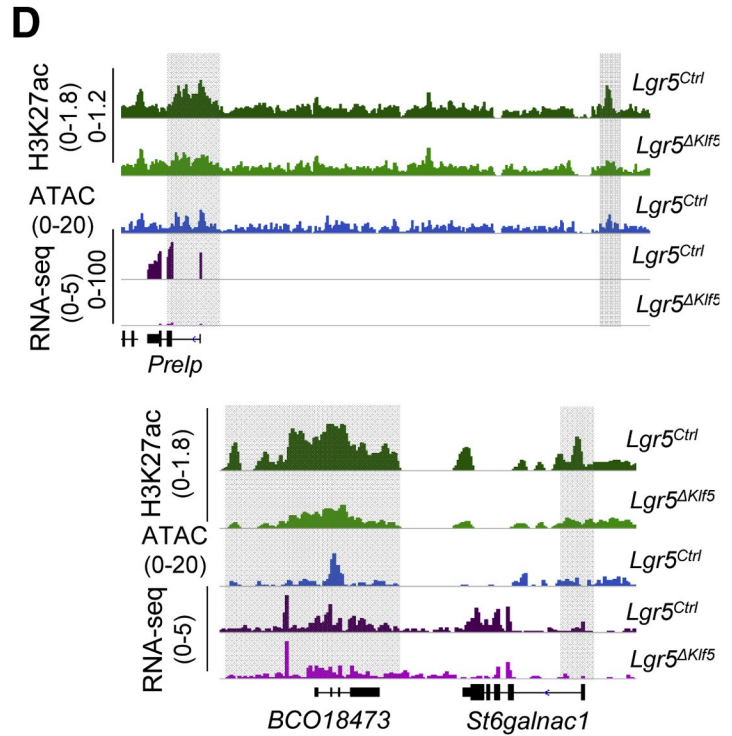 D
H3K27ac
(0-1.8)
0-1.2
Lgr5Ctrl
Lgr5ΔKlf5
ATAC
(0-20)
Lgr5Ctrl
RNA-seq
(0-5)
0-100
Lgr5Ctrl
Lgr5ΔKlf5
Prelp
H3K27ac
(0-1.8)
Lgr5Ctrl
Lgr5ΔKlf5
ATAC
(0-20)
Lgr5Ctrl
RNA-seq
(0-5)
Lgr5Ctrl
Lgr5ΔKlf5
BCO18473
St6galnac1